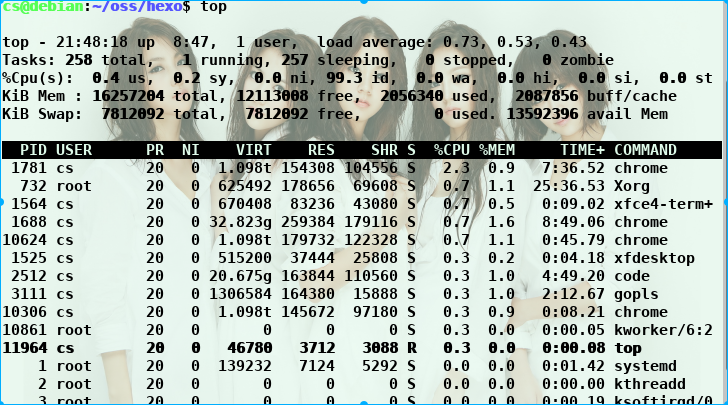 cs@debian:~/oss/hexo$ top
top - 21:48:18 up  8:47,  1 user,  load average: 0.73, 0.53, 0.43
Tasks: 258 total,   1 running, 257 sleeping,   0 stopped,   0 zombie
%Cpu(s):  0.4 us,  0.2 sy,  0.0 ni, 99.3 id,  0.0 wa,  0.0 hi,  0.0 si,  0.0 st
KiB Mem : 16257204 total, 12113008 free,  2056340 used,  2087856 buff/cache
KiB Swap:  7812092 total,  7812092 free,        0 used. 13592396 avail Mem
  PID USER      PR  NI    VIRT    RES    SHR S  %CPU %MEM     TIME+ COMMAND
 1781 cs        20   0  1.098t 154308 104556 S   2.3  0.9   7:36.52 chrome
  732 root      20   0  625492 178656  69608 S   0.7  1.1  25:36.53 Xorg
 1564 cs        20   0  670408  83236  43080 S   0.7  0.5   0:09.02 xfce4-term+
 1688 cs        20   0 32.823g 259384 179116 S   0.7  1.6   8:49.06 chrome
10624 cs        20   0  1.098t 179732 122328 S   0.7  1.1   0:45.79 chrome
 1525 cs        20   0  515200  37444  25808 S   0.3  0.2   0:04.18 xfdesktop
 2512 cs        20   0 20.675g 163844 110560 S   0.3  1.0   4:49.20 code
 3111 cs        20   0 1306584 164380  15888 S   0.3  1.0   2:12.67 gopls
10306 cs        20   0  1.098t 145672  97180 S   0.3  0.9   0:08.21 chrome
10861 root      20   0       0      0      0 S   0.3  0.0   0:00.05 kworker/6:2
11964 cs        20   0   46780   3712   3088 R   0.3  0.0   0:00.08 top
    1 root      20   0  139232   7124   5292 S   0.0  0.0   0:01.42 systemd
    2 root      20   0       0      0      0 S   0.0  0.0   0:00.00 kthreadd
    3 root      20   0       0      0      0 S   0.0  0.0   0:00.19 ksoftirqd/0